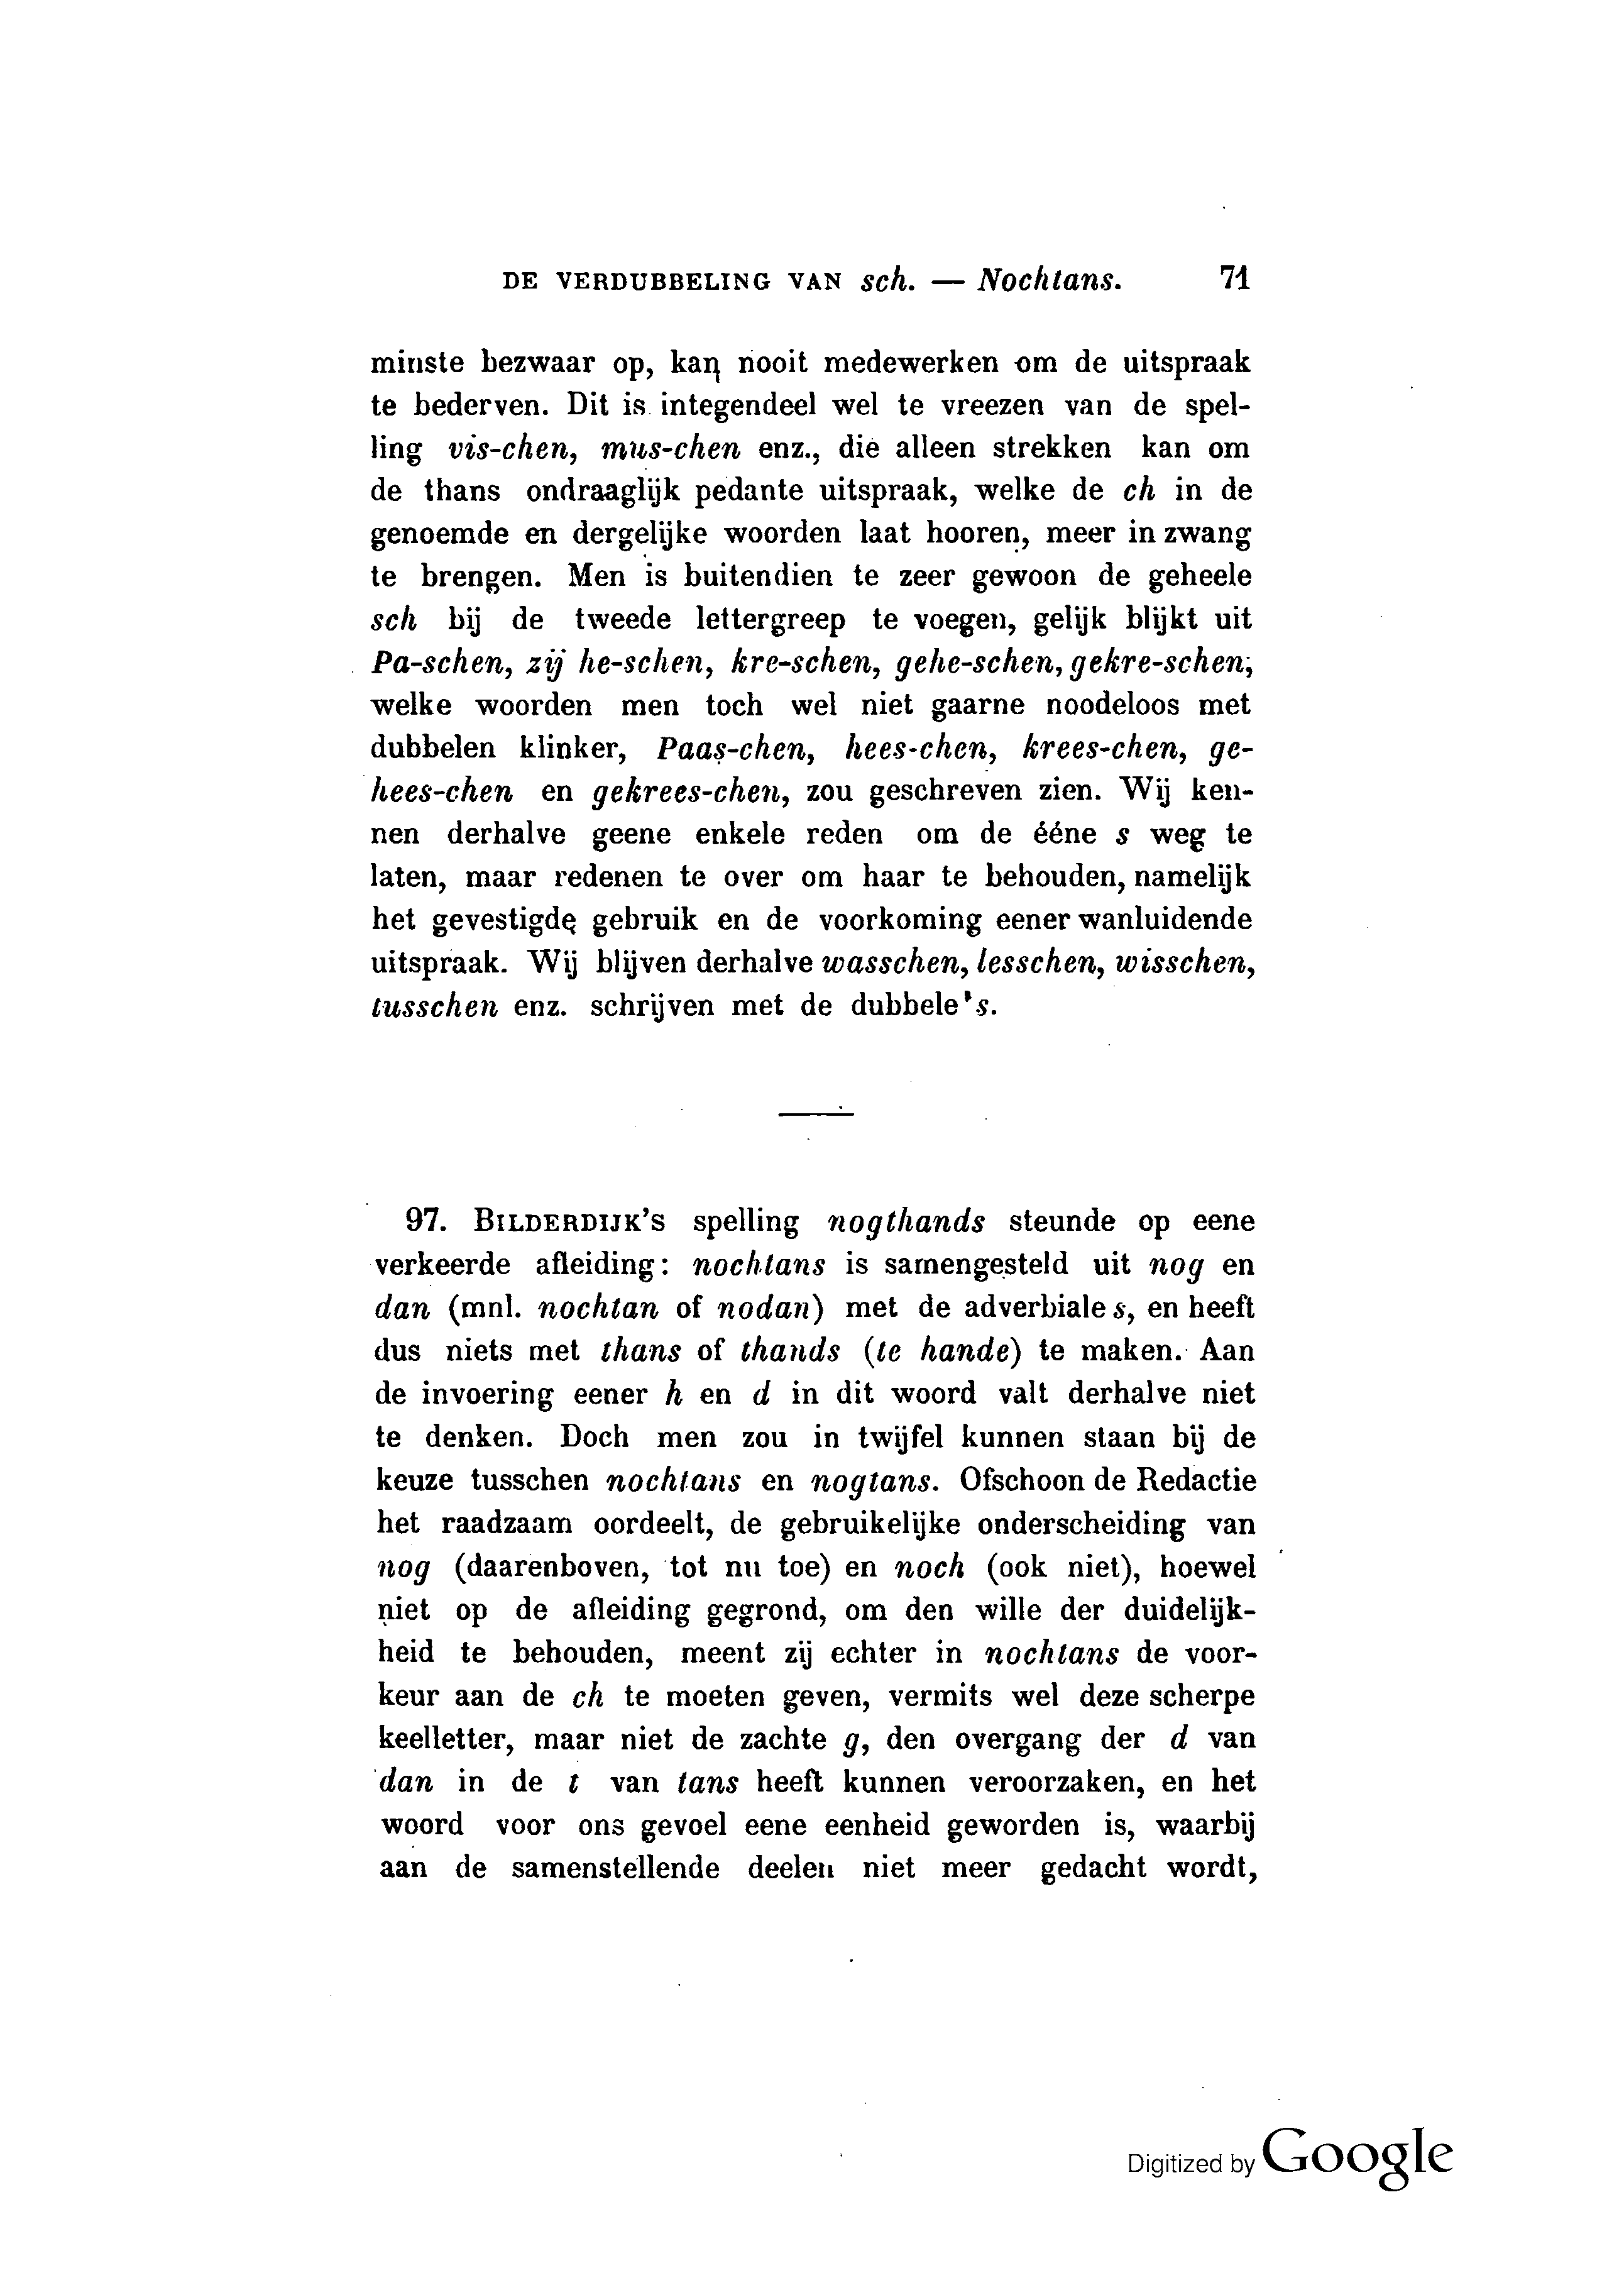 DE VERDUBBELING VAN sch. — Nochtans. 71
minste bezwaar op, kan nooit medewerken om de uitspraak
te bederven. Dit is integendeel wel te vreezen van de spel-
ling vis-chen, mus-chen enz., die alleen strekken kan om
de thans ondraaglijk pedante uitspraak, welke de ch in de
genoemde en dergelijke woorden laat hooren, meer in zwang
te brengen. Men is buitendien te zeer gewoon de geheele
sch bij de tweede lettergreep te voegen, gelijk blijkt uit
Pa-schen, zij he-schen, kre-schen, gehe-schen, gekre-schen;
welke woorden men toch wel niet gaarne noodeloos met
dubbelen klinker, Paas-chen, hees-chen, krees-chen, ge-
hees-chen en gekrees-chen, zou geschreven zien. Wij ken-
nen derhalve geene enkele reden om de ééne s weg te
laten, maar redenen te over om haar te behouden, namelijk
het gevestigde gebruik en de voorkoming eener wanluidende
uitspraak. Wij blijven derhalve wasschen, lesschen, wisschen,
tusschen enz. schrijven met de dubbele s.
97. BILDERDIJK'S spelling nogthands steunde op eene
verkeerde afleiding: nochtans is samengesteld uit nog en
dan (mnl. nochtan of nodan) met de adverbiale s, en heeft
dus niets met thans of thands (te hande) te maken. Aan
de invoering eener h en d in dit woord valt derhalve niet
te denken. Doch men zou in twijfel kunnen staan bij de
keuze tusschen nochtans en nogtans. Ofschoon de Redactie
het raadzaam oordeelt, de gebruikelijke onderscheiding van
nog (daarenboven, tot nu toe) en noch (ook niet), hoewel
niet op de afleiding gegrond, om den wille der duidelijk-
heid te behouden, meent zij echter in nochtans de voor-
keur aan de ch te moeten geven, vermits wel deze scherpe
keelletter, maar niet de zachte g, den overgang der d van
dan in de t van tans heeft kunnen veroorzaken, en het
woord voor ons gevoel eene eenheid geworden is, waarbij
aan de samenstellende deelen niet meer gedacht wordt,
Digitized by Google